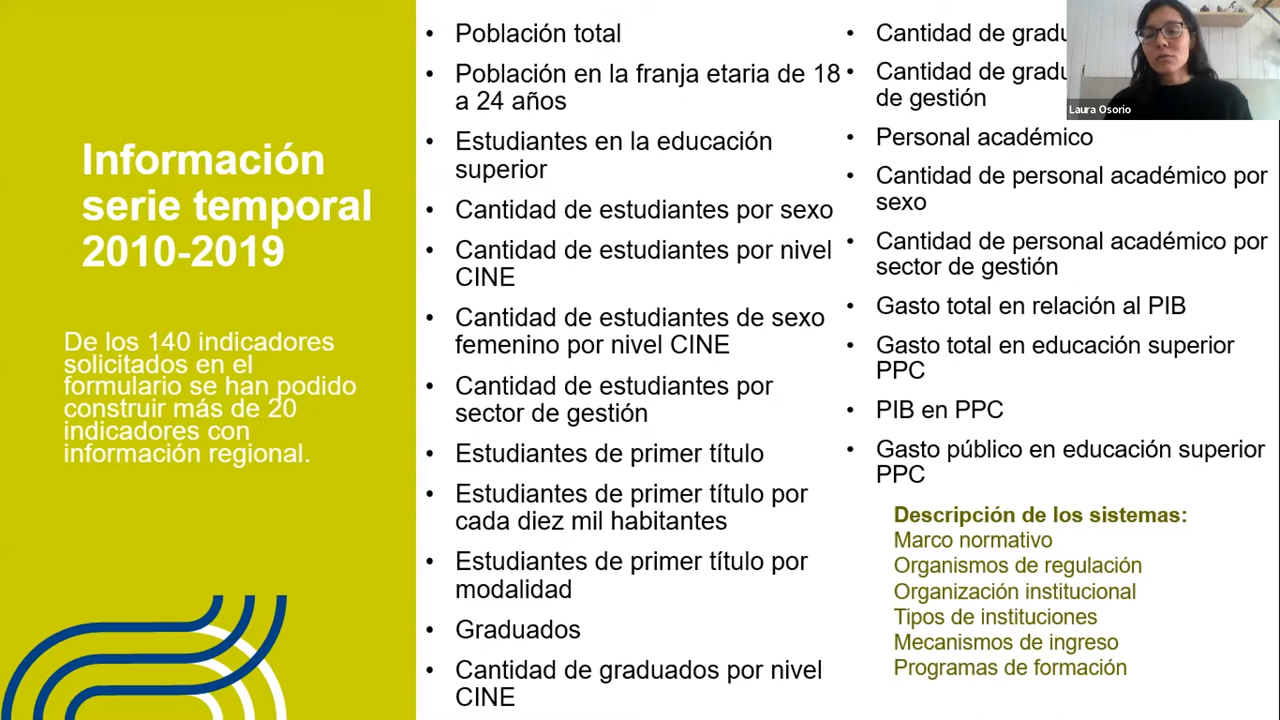 Información
serie temporal
2010-2019
De los 140 indicadores
solicitados en el
formulario se han podido
construir más de 20
indicadores con
información regional.
• Población total
• Población en la franja etaria de 18
a 24 años
• Estudiantes en la educación
superior
• Cantidad de estudiantes por sexo
• Cantidad de estudiantes por nivel
CINE
• Cantidad de estudiantes de sexo
femenino por nivel CINE
• Cantidad de estudiantes por
sector de gestión
• Estudiantes de primer título
• Estudiantes de primer título por
cada diez mil habitantes
• Estudiantes de primer título por
modalidad
• Graduados
• Cantidad de graduados por nivel
CINE
• Cantidad de
• Cantidad de
de gestión
• Personal académico
• Cantidad de personal académico por
sexo
• Cantidad de personal académico por
sector de gestión
• Gasto total en relación al PIB
• Gasto total en educación superior
PPC
• PIB en PPC
• Gasto público en educación superior
PPC
Descripción de los sistemas:
Marco normativo
Organismos de regulación
Organización institucional
Tipos de instituciones
Mecanismos de ingreso
Programas de formación
Laura Osorio